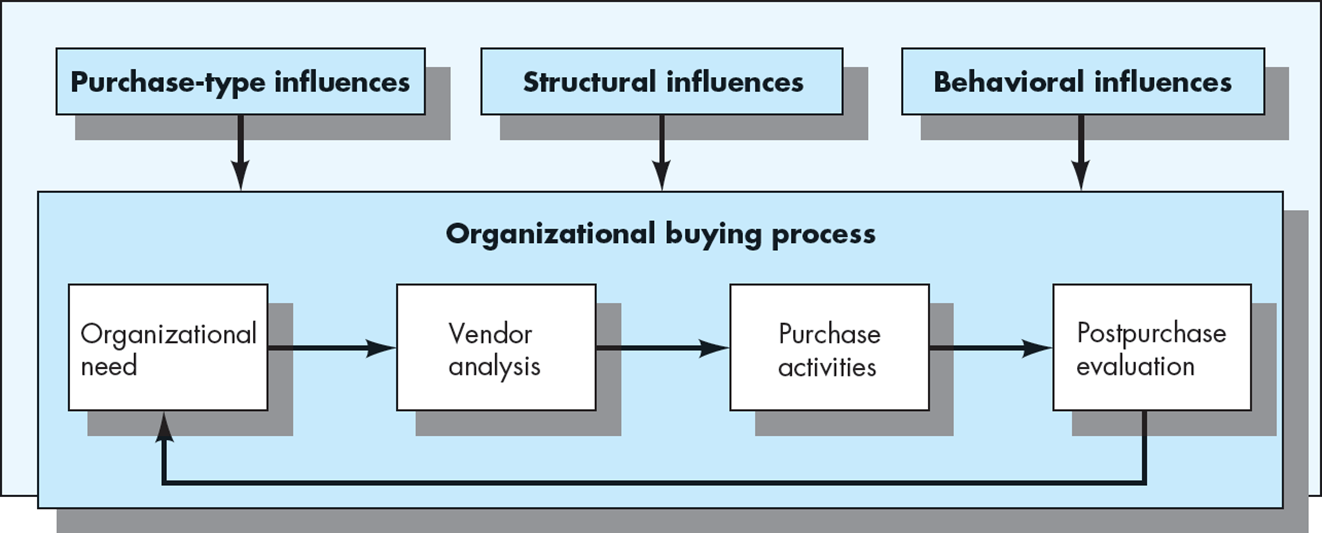 Purchase-type influences
Structural influences
Behavioral influences
Organizational buying process
Organizational
need
Vendor
analysis
Purchase
activities
Postpurchase
evaluation